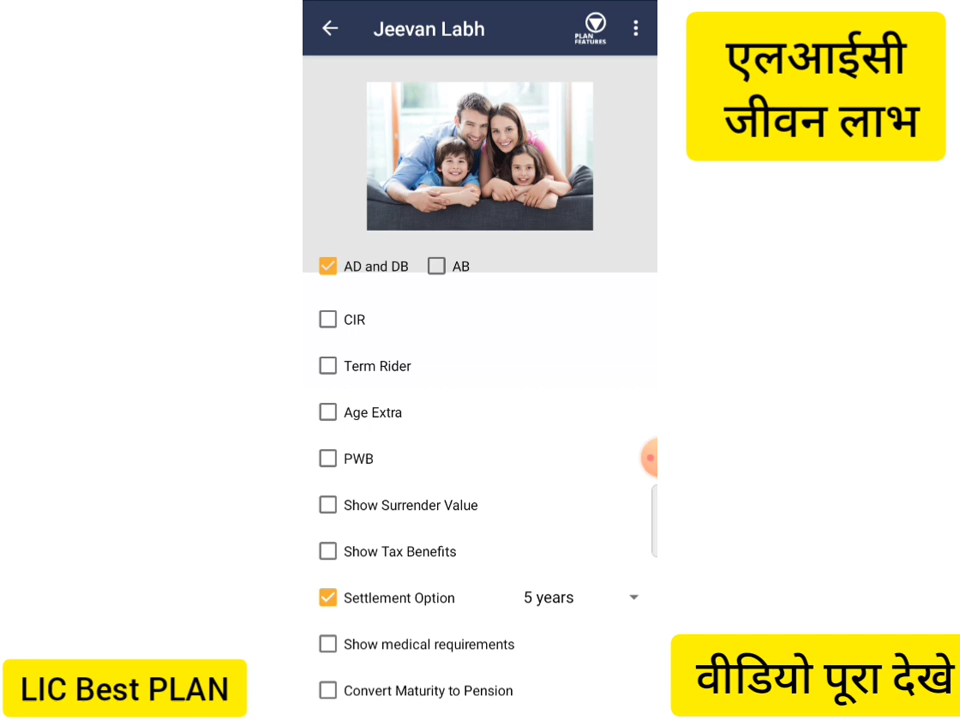 Jeevan Labh
PLAN
FEATURES
एलआईसी
जीवन लाभ
AD and DB
AB
CIR
Term Rider
Age Extra
PWB
Show Surrender Value
Show Tax Benefits
Settlement Option 5 years
Show medical requirements
Convert Maturity to Pension
LIC Best PLAN
वीडियो पूरा देखे